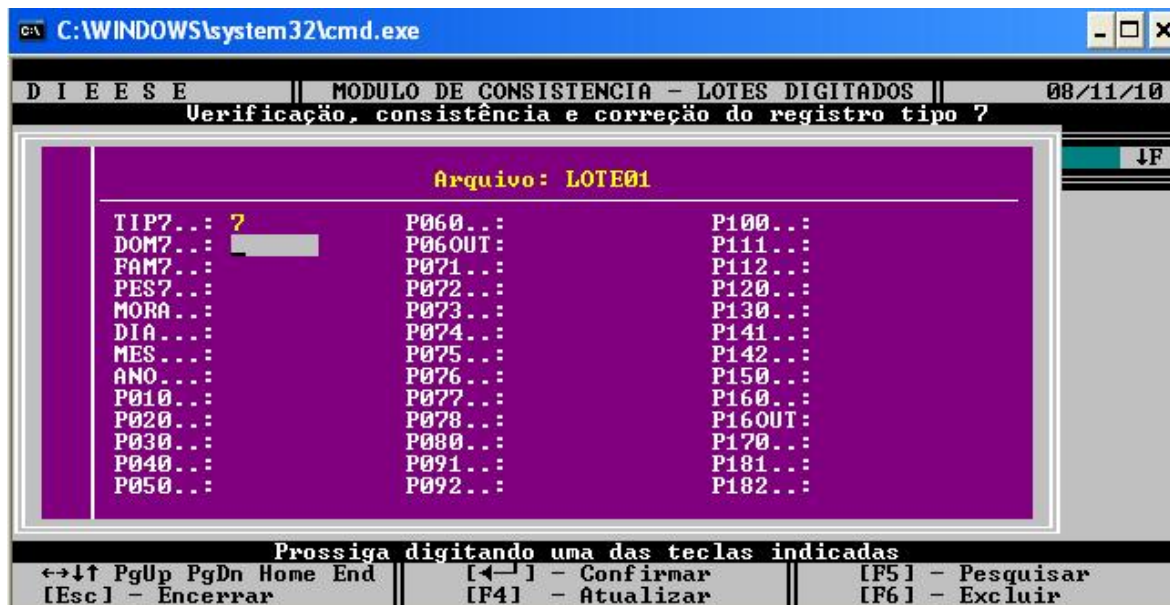 C:\WINDOWS\system32\cmd.exe
D I E E S E MODULO DE CONSISTENCIA - LOTES DIGITADOS 08/11/10
Verificação, consistência e correção do registro tipo 7
↓F
Arquivo: LOTE01
TIP7..: 7 P060..: P100..:
DOM7..: _ P06OUT: P111..:
FAM7..: P071..: P112..:
PES7..: P072..: P120..:
MORA..: P073..: P130..:
DIA...: P074..: P141..:
MES...: P075..: P142..:
ANO...: P076..: P150..:
P010..: P077..: P160..:
P020..: P078..: P16OUT:
P030..: P080..: P170..:
P040..: P091..: P181..:
P050..: P092..: P182..:
Prossiga digitando uma das teclas indicadas
←→↓↑ PgUp PgDn Home End [◄─┘] - Confirmar [F5] - Pesquisar
[Esc] - Encerrar [F4] - Atualizar [F6] - Excluir